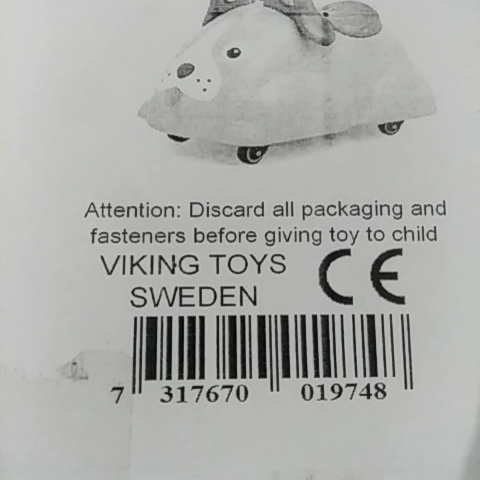 Attention: Discard all packaging and
fasteners before giving toy to child
VIKING TOYS
SWEDEN
CE
7 317670 019748